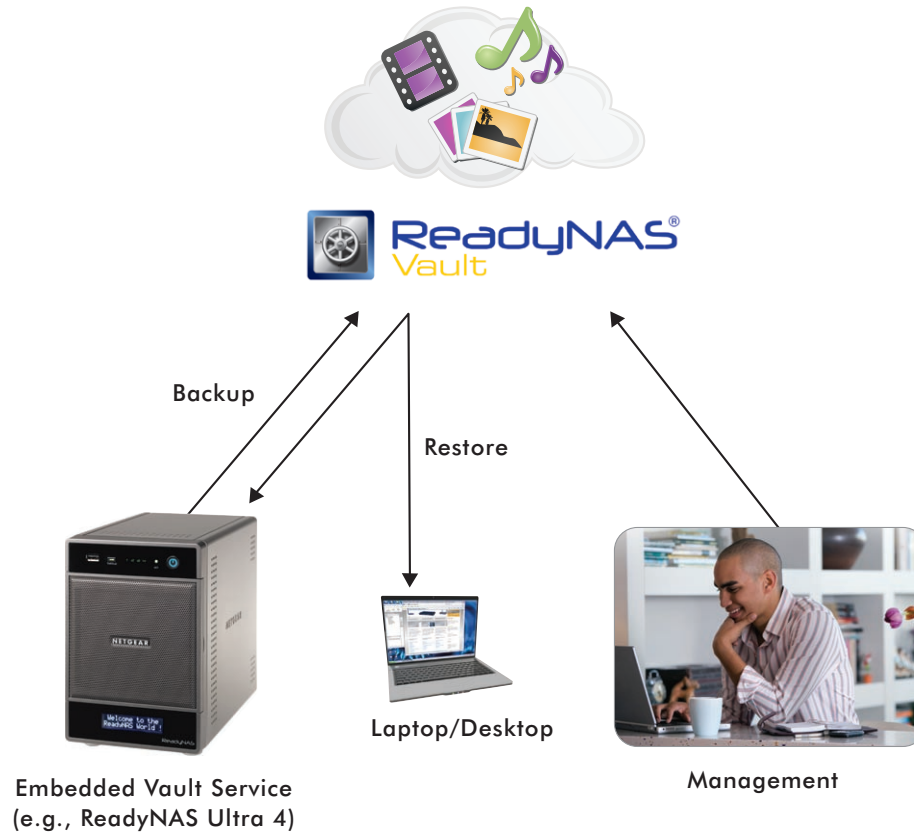 ReadyNAS®
Vault
Backup
Restore
NETGEAR
Welcome to the
ReadyNAS World !
ReadyNAS
Laptop/Desktop
Embedded Vault Service
(e.g., ReadyNAS Ultra 4)
Management